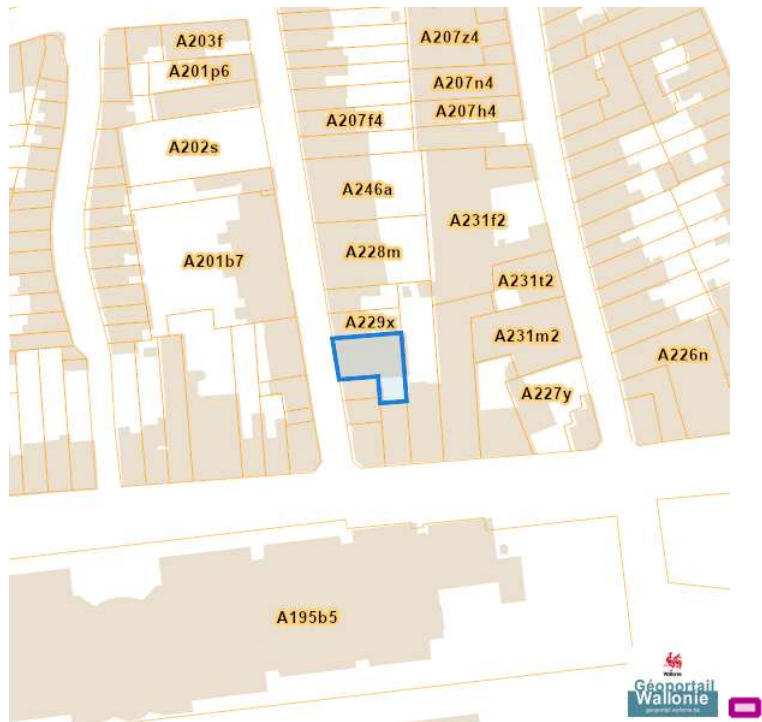 A203f
A207z4
A201p6
A207n4
A207h4
A207f4
A202s
A246a
A231f2
A228m
A201b7
A231t2
A229x
A231m2
A226n
A227y
A195b5
Wallonie
Géoportail
Wallonie
geoportail.wallonie.be